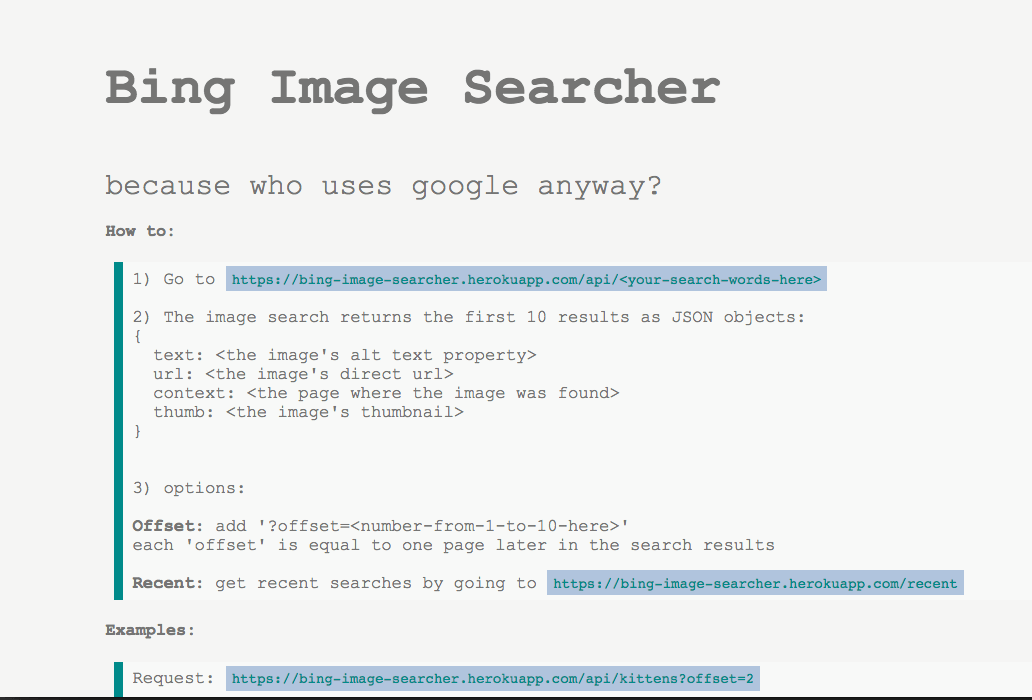 Bing Image Searcher
because who uses google anyway?
How to:
1) Go to https://bing-image-searcher.herokuapp.com/api/<your-search-words-here>
2) The image search returns the first 10 results as JSON objects:
{
text: <the image's alt text property>
url: <the image's direct url>
context: <the page where the image was found>
thumb: <the image's thumbnail>
}
3) options:
Offset: add '?offset=<number-from-1-to-10-here>'
each 'offset' is equal to one page later in the search results
Recent: get recent searches by going to https://bing-image-searcher.herokuapp.com/recent
Examples:
Request: https://bing-image-searcher.herokuapp.com/api/kittens?offset=2